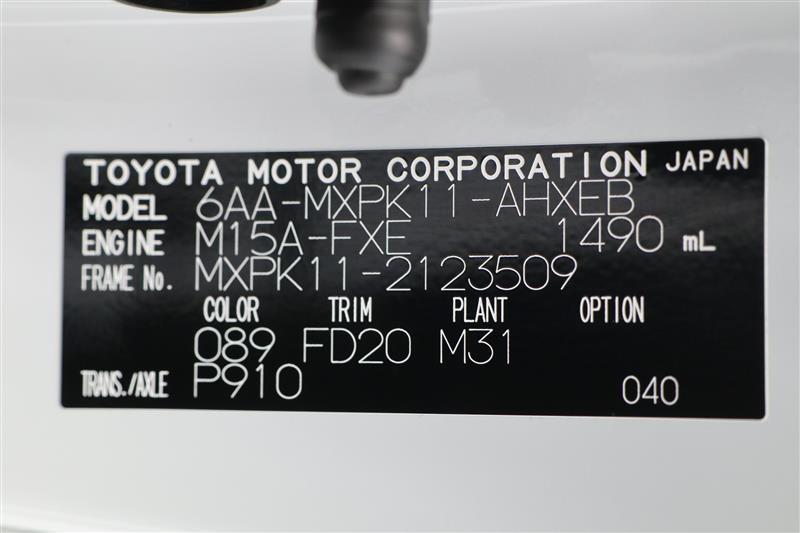 TOYOTA MOTOR CORPORATION JAPAN
MODEL 6AA-MXPK11-AHXEB
ENGINE M15A-FXE 1490 mL
FRAME No. MXPK11-2123509
COLOR TRIM PLANT OPTION
089 FD20 M31
TRANS./AXLE P910 040